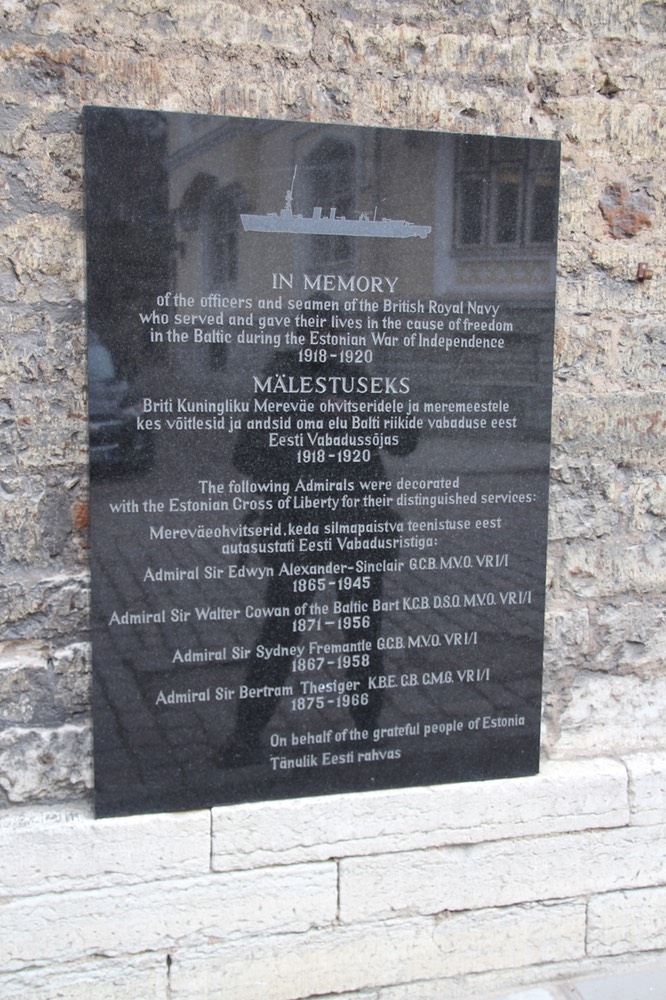 IN MEMORY
of the officers and seamen of the British Royal Navy
who served and gave their lives in the cause of freedom
in the Baltic during the Estonian War of Independence
1918-1920
MÄLESTUSEKS
Briti Kuningliku Mereväe ohvitseridele ja meremeestele
kes võitlesid ja andsid oma elu Balti riikide vabaduse eest
Eesti Vabadussõjas
1918-1920
The following Admirals were decorated
with the Estonian Cross of Liberty for their distinguished services:
Mereväeohvitserid.keda silmapaistva teenistuse eest
autasustati Eesti Vabadusristiga:
Admiral Sir Edwyn Alexander-Sinclair G.C.B. M.V.O. VR I/I
1865-1945
Admiral Sir Walter Cowan of the Baltic Bart K.C.B. D.S.O. M.V.O. VR I/I
1871-1956
Admiral Sir Sydney Fremantle G.C.B. M.V.O. VR I/I
1867-1958
Admiral Sir Bertram Thesiger K.B.E. C.B. C.M.G. VR I/I
1875-1966
On behalf of the grateful people of Estonia
Tänulik Eesti rahvas